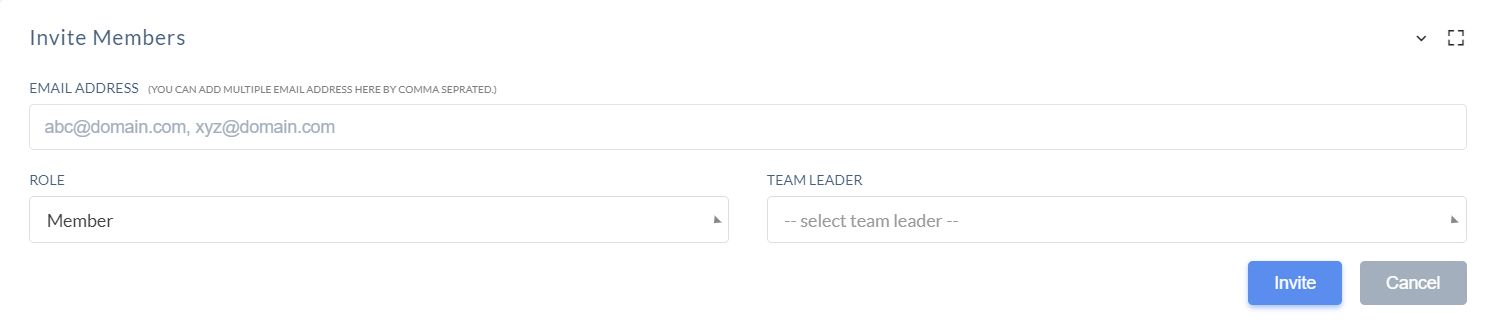 Invite Members
EMAIL ADDRESS (YOU CAN ADD MULTIPLE EMAIL ADDRESS HERE BY COMMA SEPRATED.)
abc@domain.com, xyz@domain.com
ROLE TEAM LEADER
Member -- select team leader --
Invite Cancel